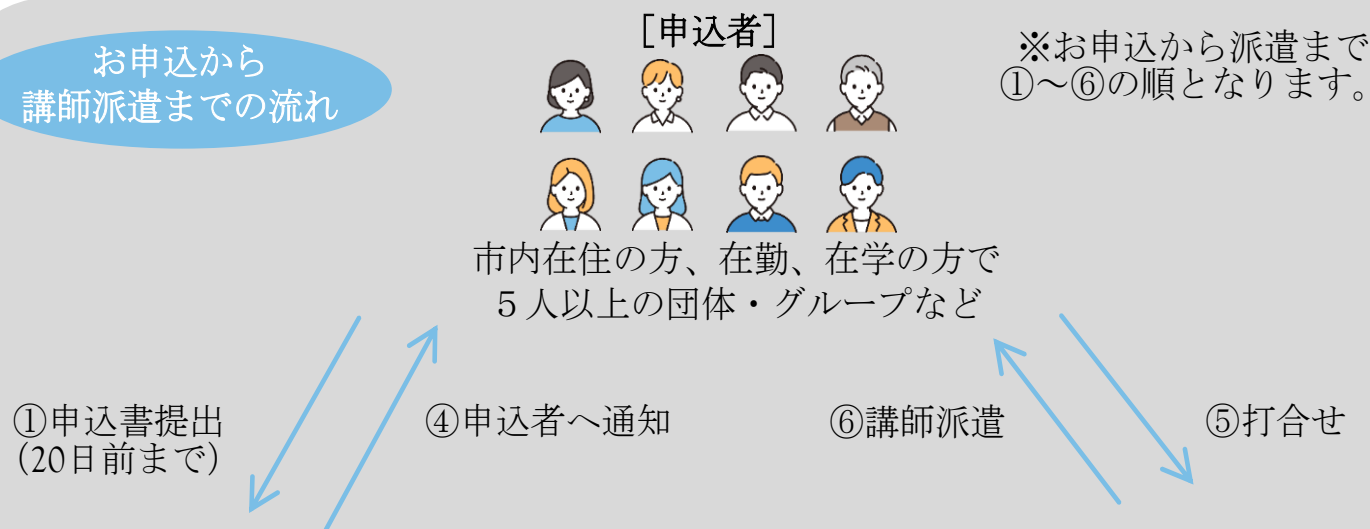 お申込から
講師派遣までの流れ
[申込者]
※お申込から派遣まで
①～⑥の順となります。
市内在住の方、在勤、在学の方で
５人以上の団体・グループなど
①申込書提出
(20日前まで)
④申込者へ通知
⑥講師派遣
⑤打合せ